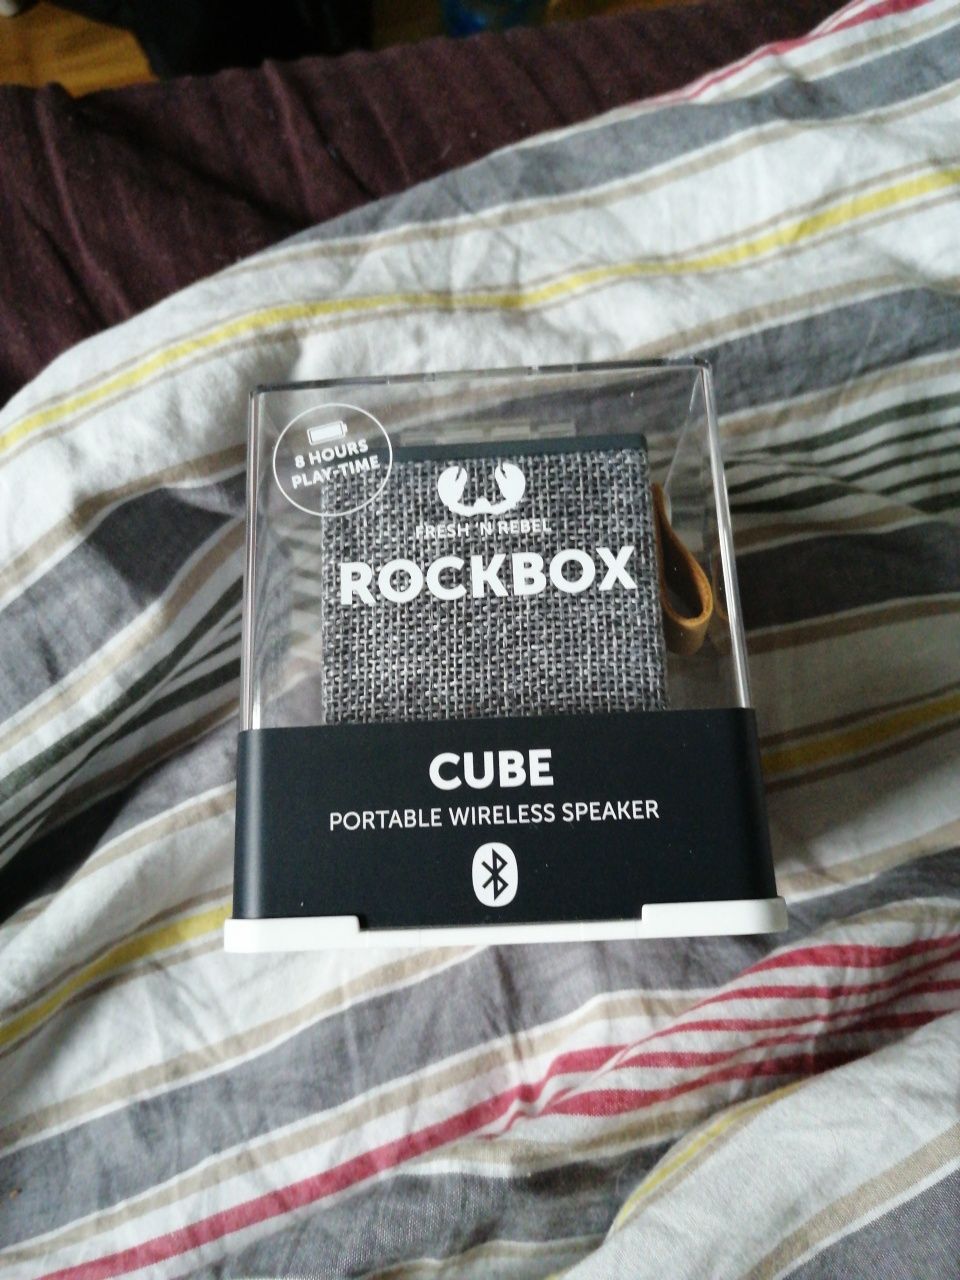 8 HOURS
PLAY-TIME
FRESH 'N REBEL
ROCKBOX
CUBE
PORTABLE WIRELESS SPEAKER